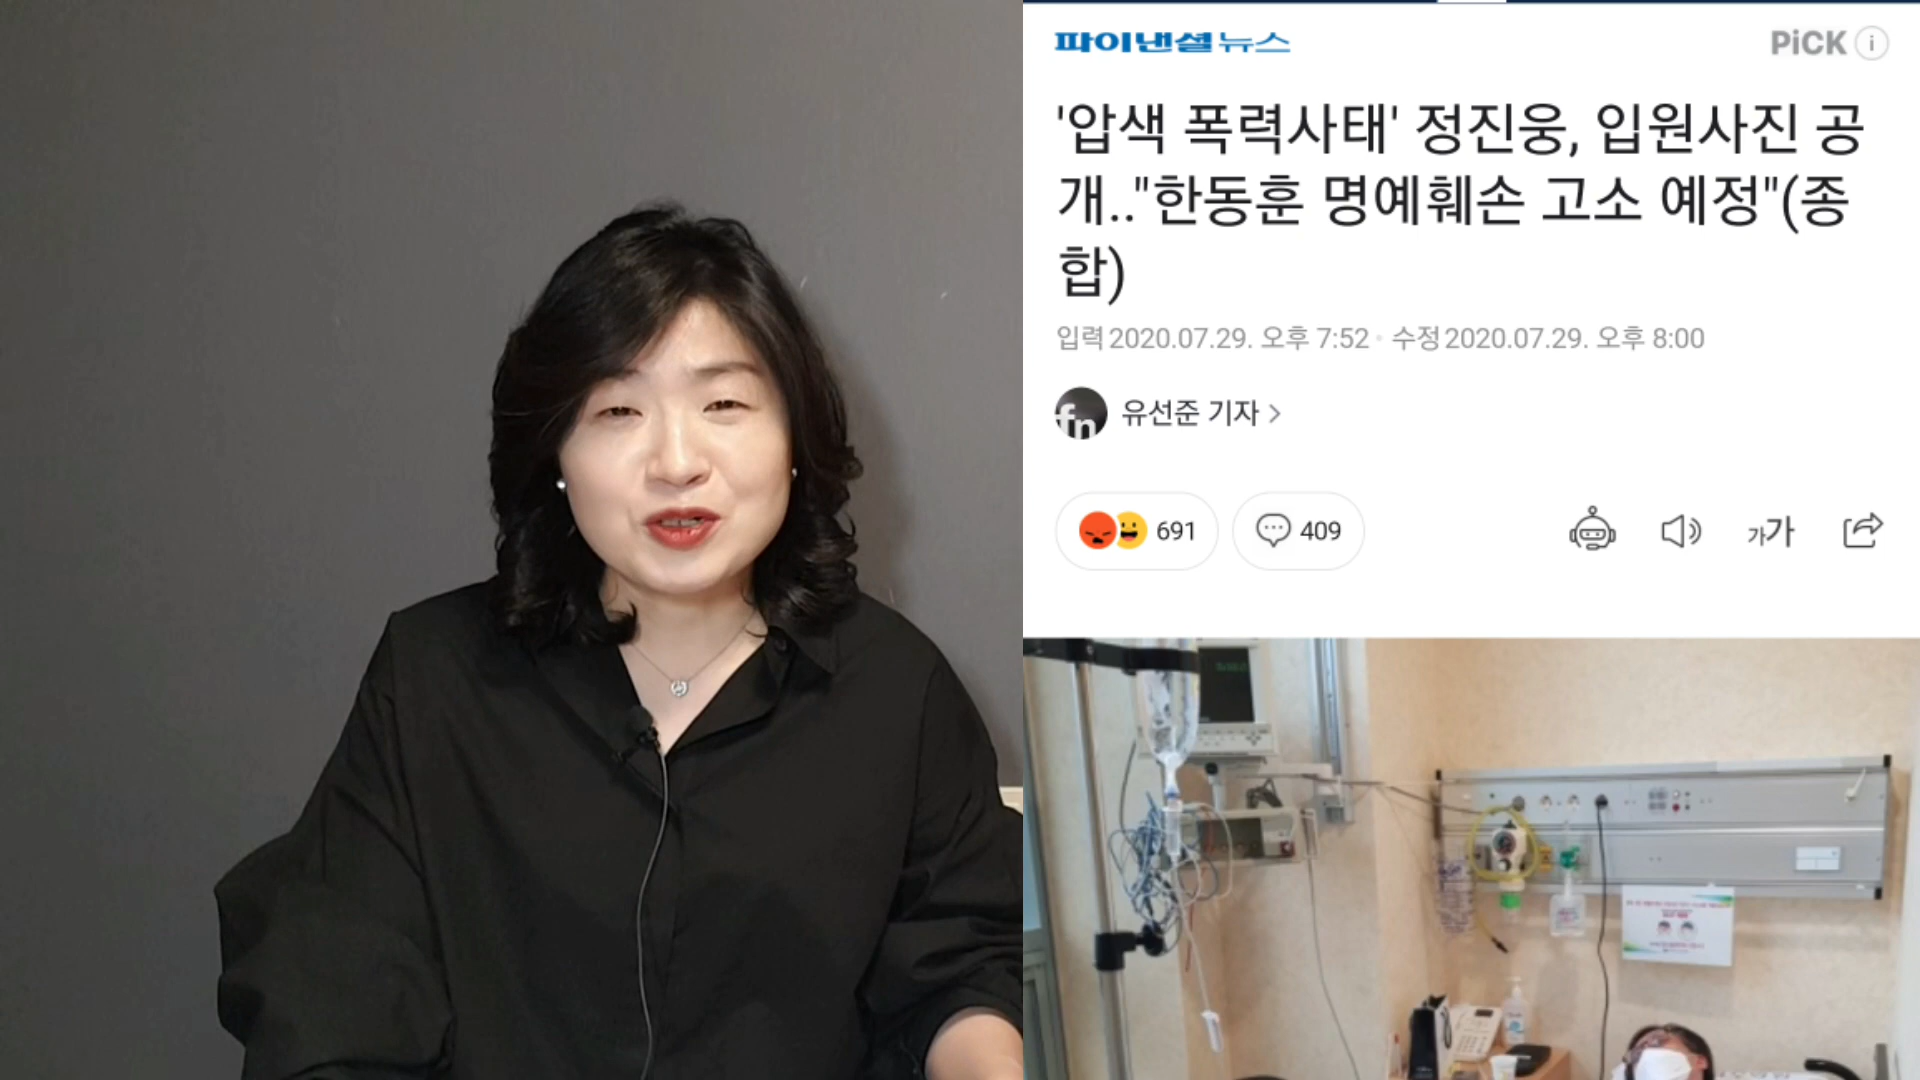 파이낸셜뉴스
PiCK
'압색 폭력사태' 정진웅, 입원사진 공
개.."한동훈 명예훼손 고소 예정"(종
합)
입력 2020.07.29. 오후 7:52 · 수정 2020.07.29. 오후 8:00
fn
유선준 기자
691
409
가가